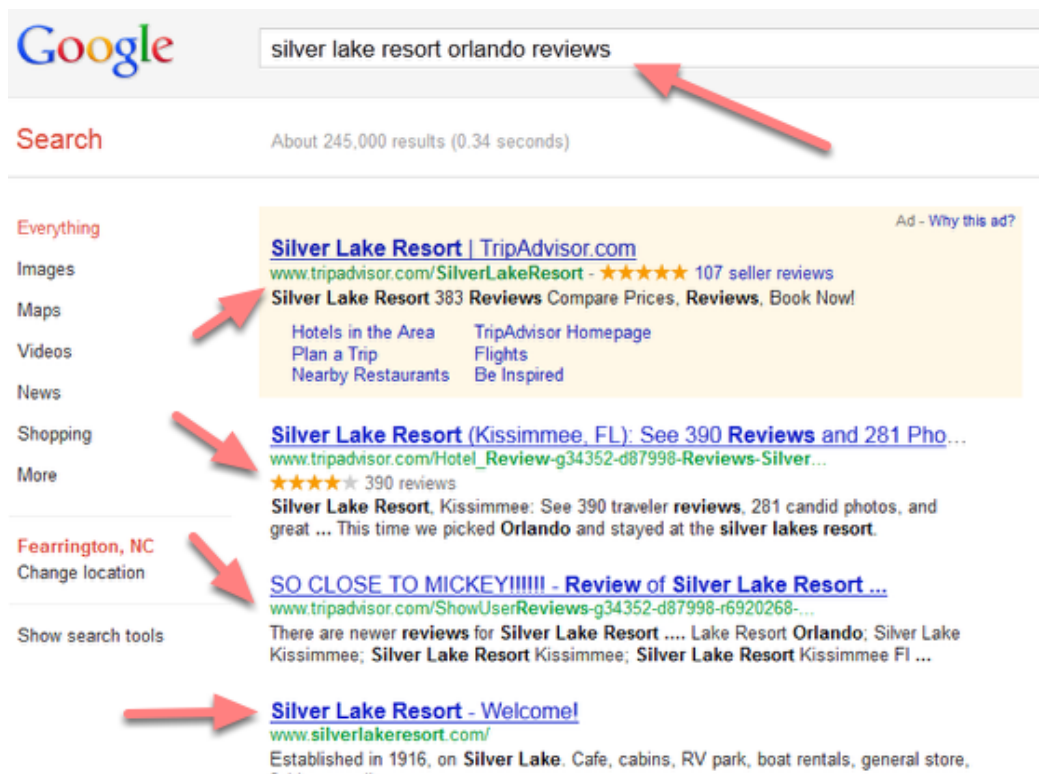 Google
silver lake resort orlando reviews
Search
About 245,000 results (0.34 seconds)
Everything
Images
Maps
Videos
News
Shopping
More
Fearrington, NC
Change location
Show search tools
Ad - Why this ad?
Silver Lake Resort | TripAdvisor.com
www.tripadvisor.com/SilverLakeResort - ★★★★★ 107 seller reviews
Silver Lake Resort 383 Reviews Compare Prices, Reviews, Book Now!
Hotels in the Area TripAdvisor Homepage
Plan a Trip Flights
Nearby Restaurants Be Inspired
Silver Lake Resort (Kissimmee, FL): See 390 Reviews and 281 Pho...
www.tripadvisor.com/Hotel_Review-g34352-d87998-Reviews-Silver...
★★★★★ 390 reviews
Silver Lake Resort, Kissimmee: See 390 traveler reviews, 281 candid photos, and
great ... This time we picked Orlando and stayed at the silver lakes resort.
SO CLOSE TO MICKEY!!!!!! - Review of Silver Lake Resort ...
www.tripadvisor.com/ShowUserReviews-g34352-d87998-r6920268-...
There are newer reviews for Silver Lake Resort .... Lake Resort Orlando; Silver Lake
Kissimmee; Silver Lake Resort Kissimmee; Silver Lake Resort Kissimmee Fl ...
Silver Lake Resort - Welcome!
www.silverlakeresort.com/
Established in 1916, on Silver Lake. Cafe, cabins, RV park, boat rentals, general store,